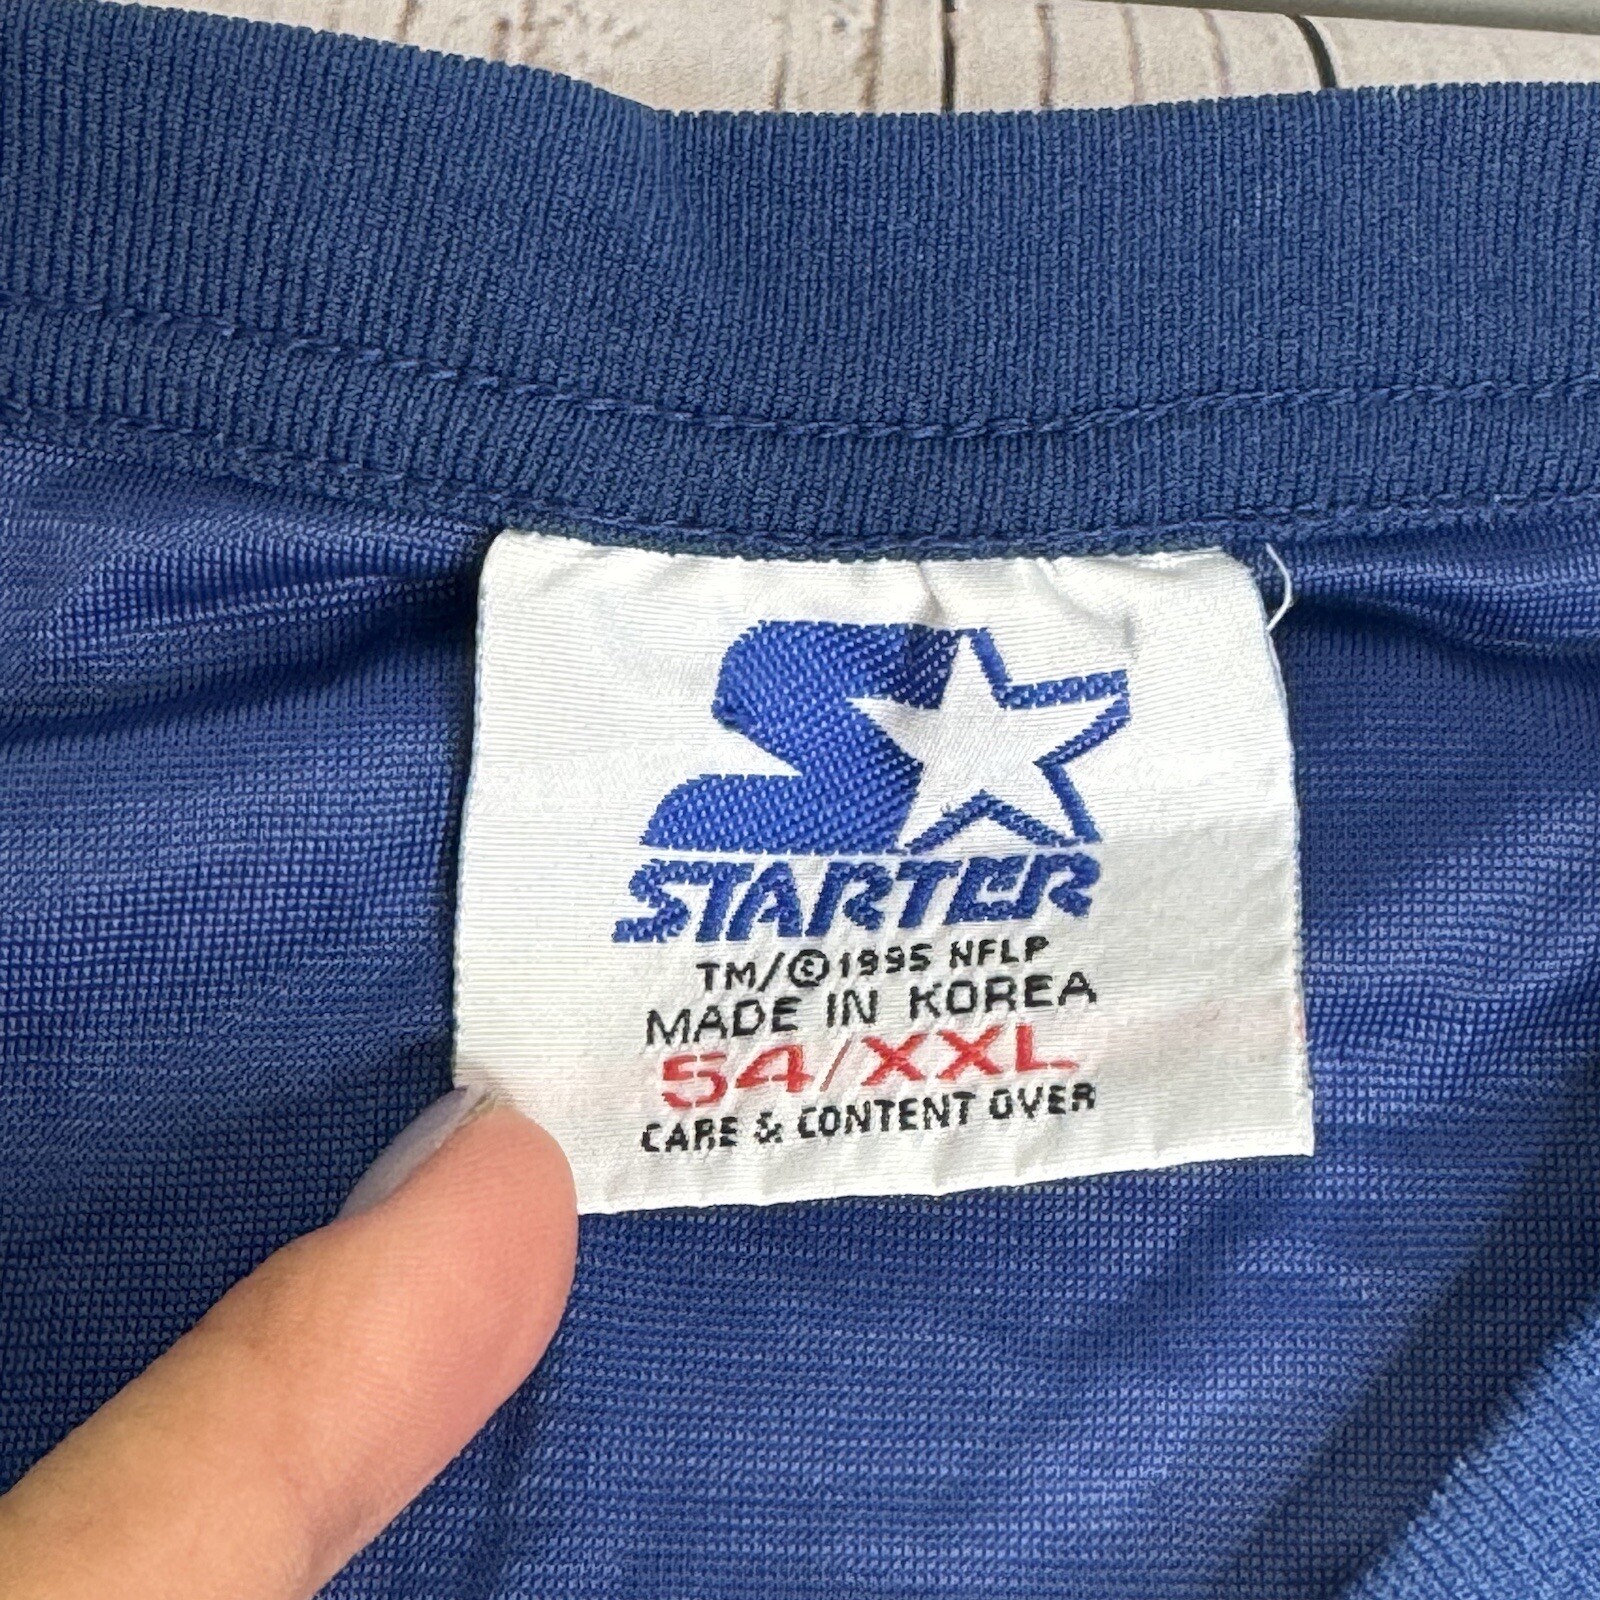 STARTER
TM/©1995 NFLP
MADE IN KOREA
54/XXL
CARE & CONTENT OVER